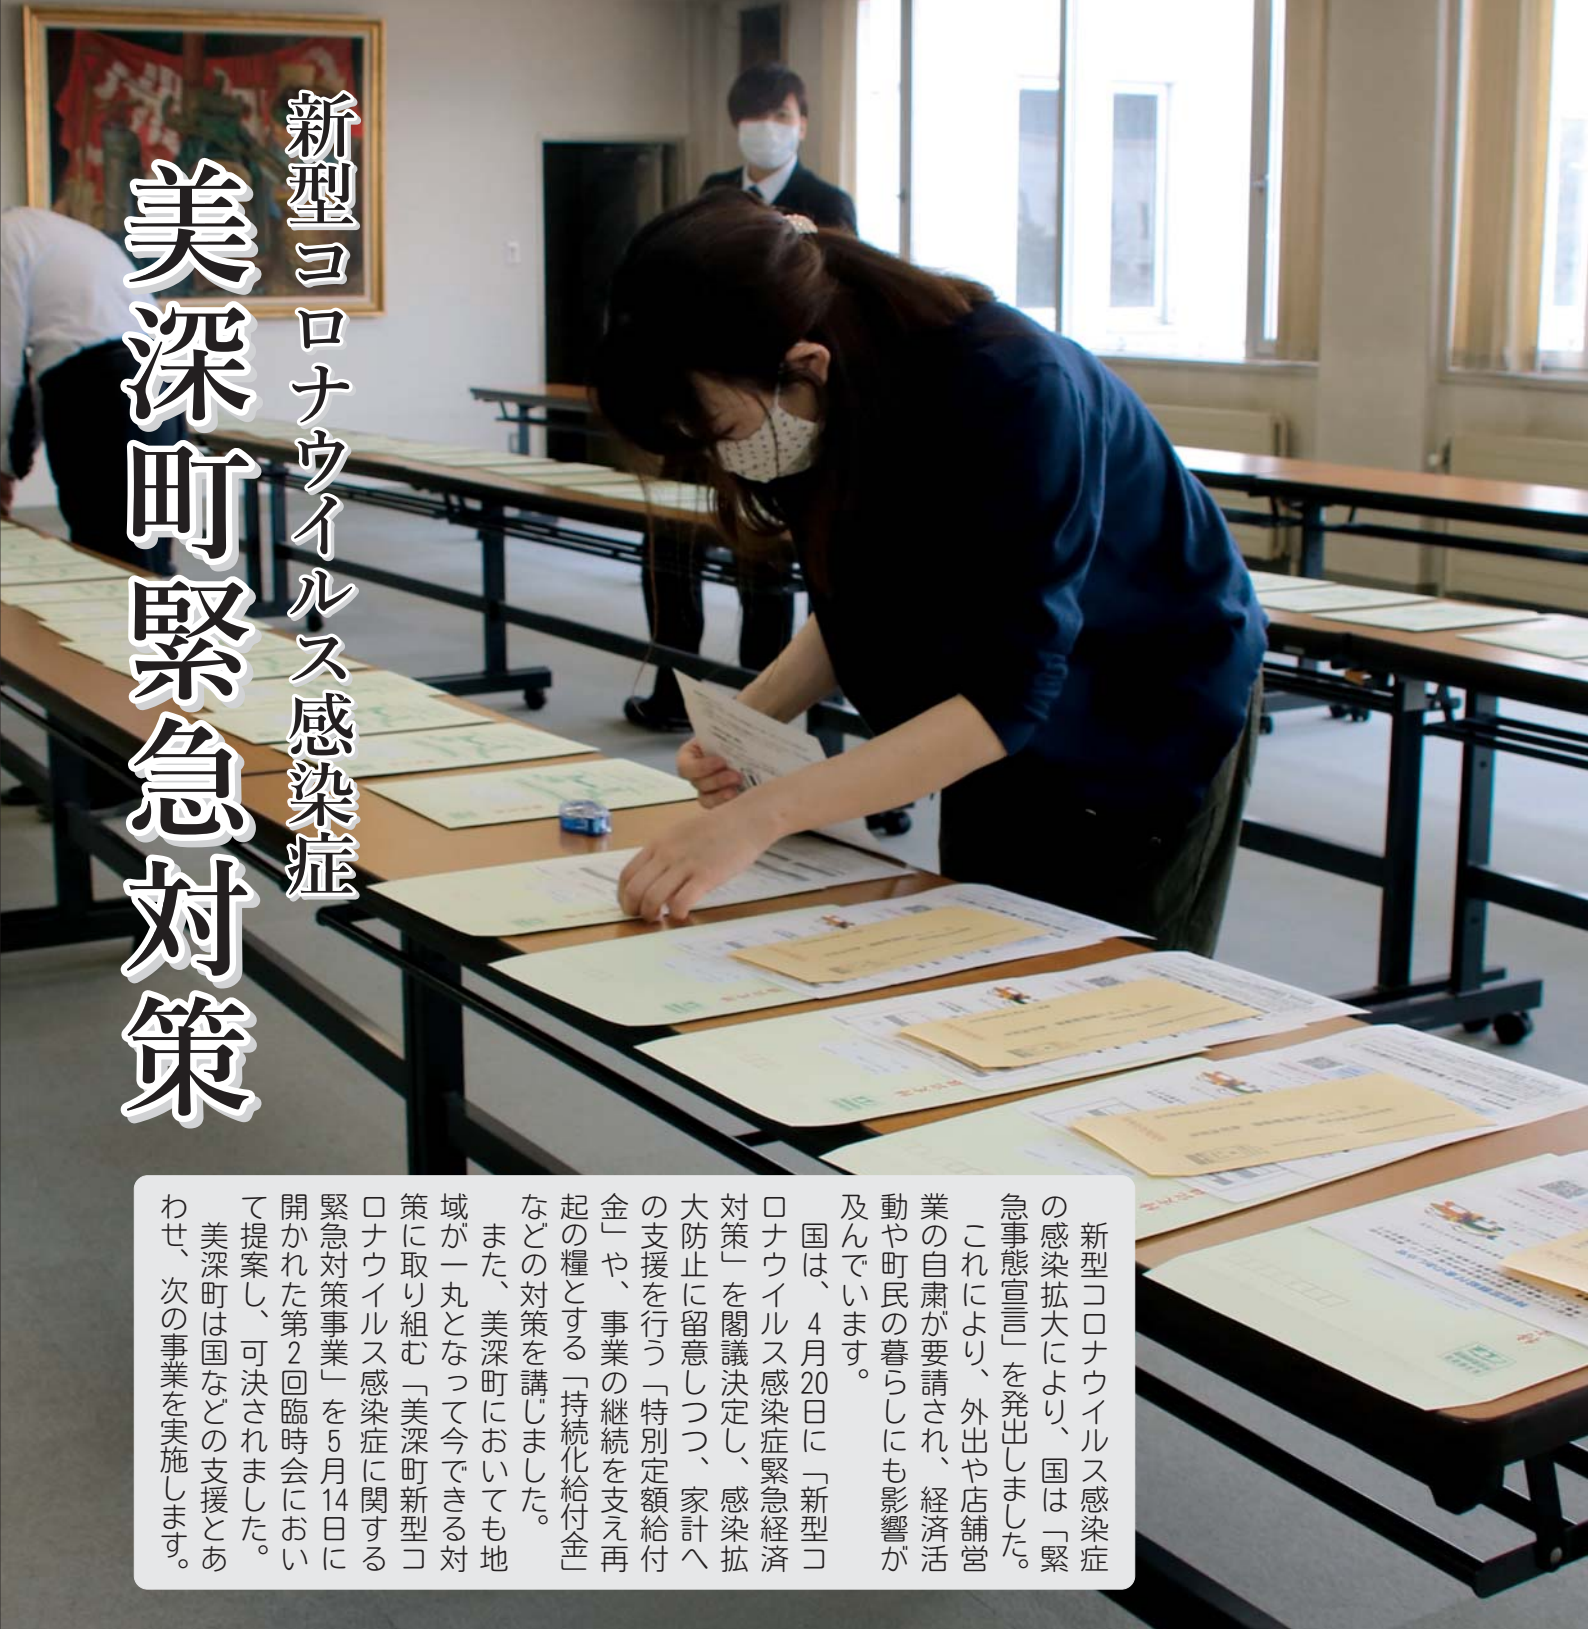 新型コロナウイルス感染症
美深町緊急対策
　新型コロナウイルス感染症
の感染拡大により、国は「緊
急事態宣言」を発出しました。
　これにより、外出や店舗営
業の自粛が要請され、経済活
動や町民の暮らしにも影響が
及んでいます。
　国は、4月20日に「新型コ
ロナウイルス感染症緊急経済
対策」を閣議決定し、感染拡
大防止に留意しつつ、家計へ
の支援を行う「特別定額給付
金」や、事業の継続を支え再
起の糧とする「持続化給付金」
などの対策を講じました。
　また、美深町においても地
域が一丸となって今できる対
策に取り組む「美深町新型コ
ロナウイルス感染症に関する
緊急対策事業」を5月14日に
開かれた第2回臨時会におい
て提案し、可決されました。
　美深町は国などの支援とあ
わせ、次の事業を実施します。